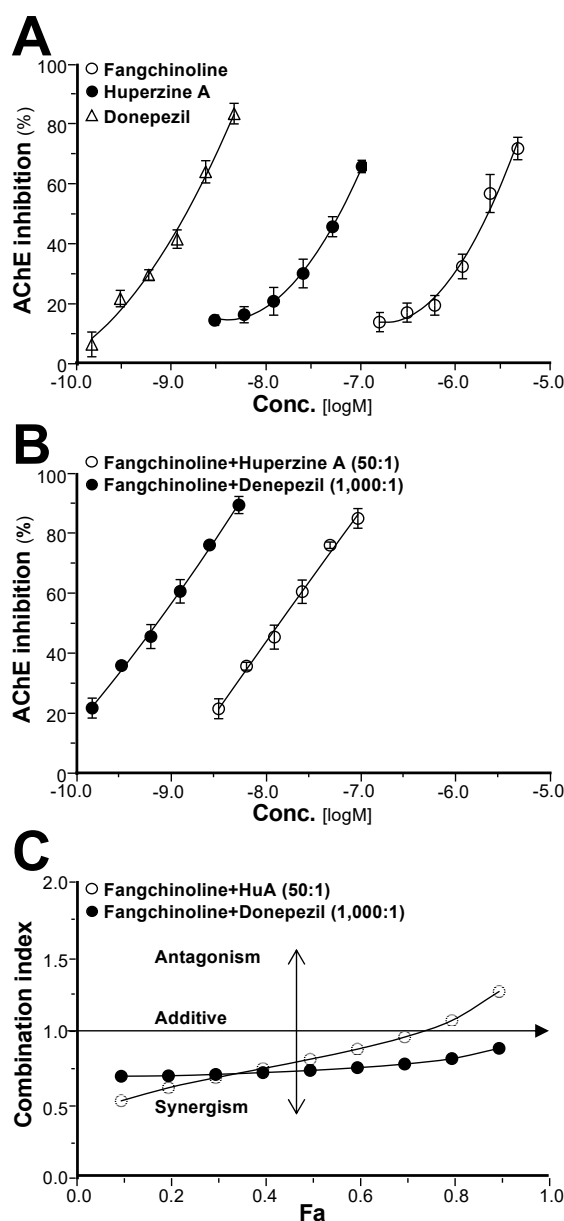 A
100
80
60
40
20
0
AChE inhibition (%)
Fangchinoline
Huperzine A
Donepezil
-10.0 -9.0 -8.0 -7.0 -6.0 -5.0
Conc. [logM]
B
100
80
60
40
20
0
AChE inhibition (%)
Fangchinoline+Huperzine A (50:1)
Fangchinoline+Denepezil (1,000:1)
-10.0 -9.0 -8.0 -7.0 -6.0 -5.0
Conc. [logM]
C
2.0
1.5
1.0
0.5
0.0
Combination index
Fangchinoline+HuA (50:1)
Fangchinoline+Donepezil (1,000:1)
Antagonism
Additive
Synergism
0.0 0.2 0.4 0.6 0.8 1.0
Fa